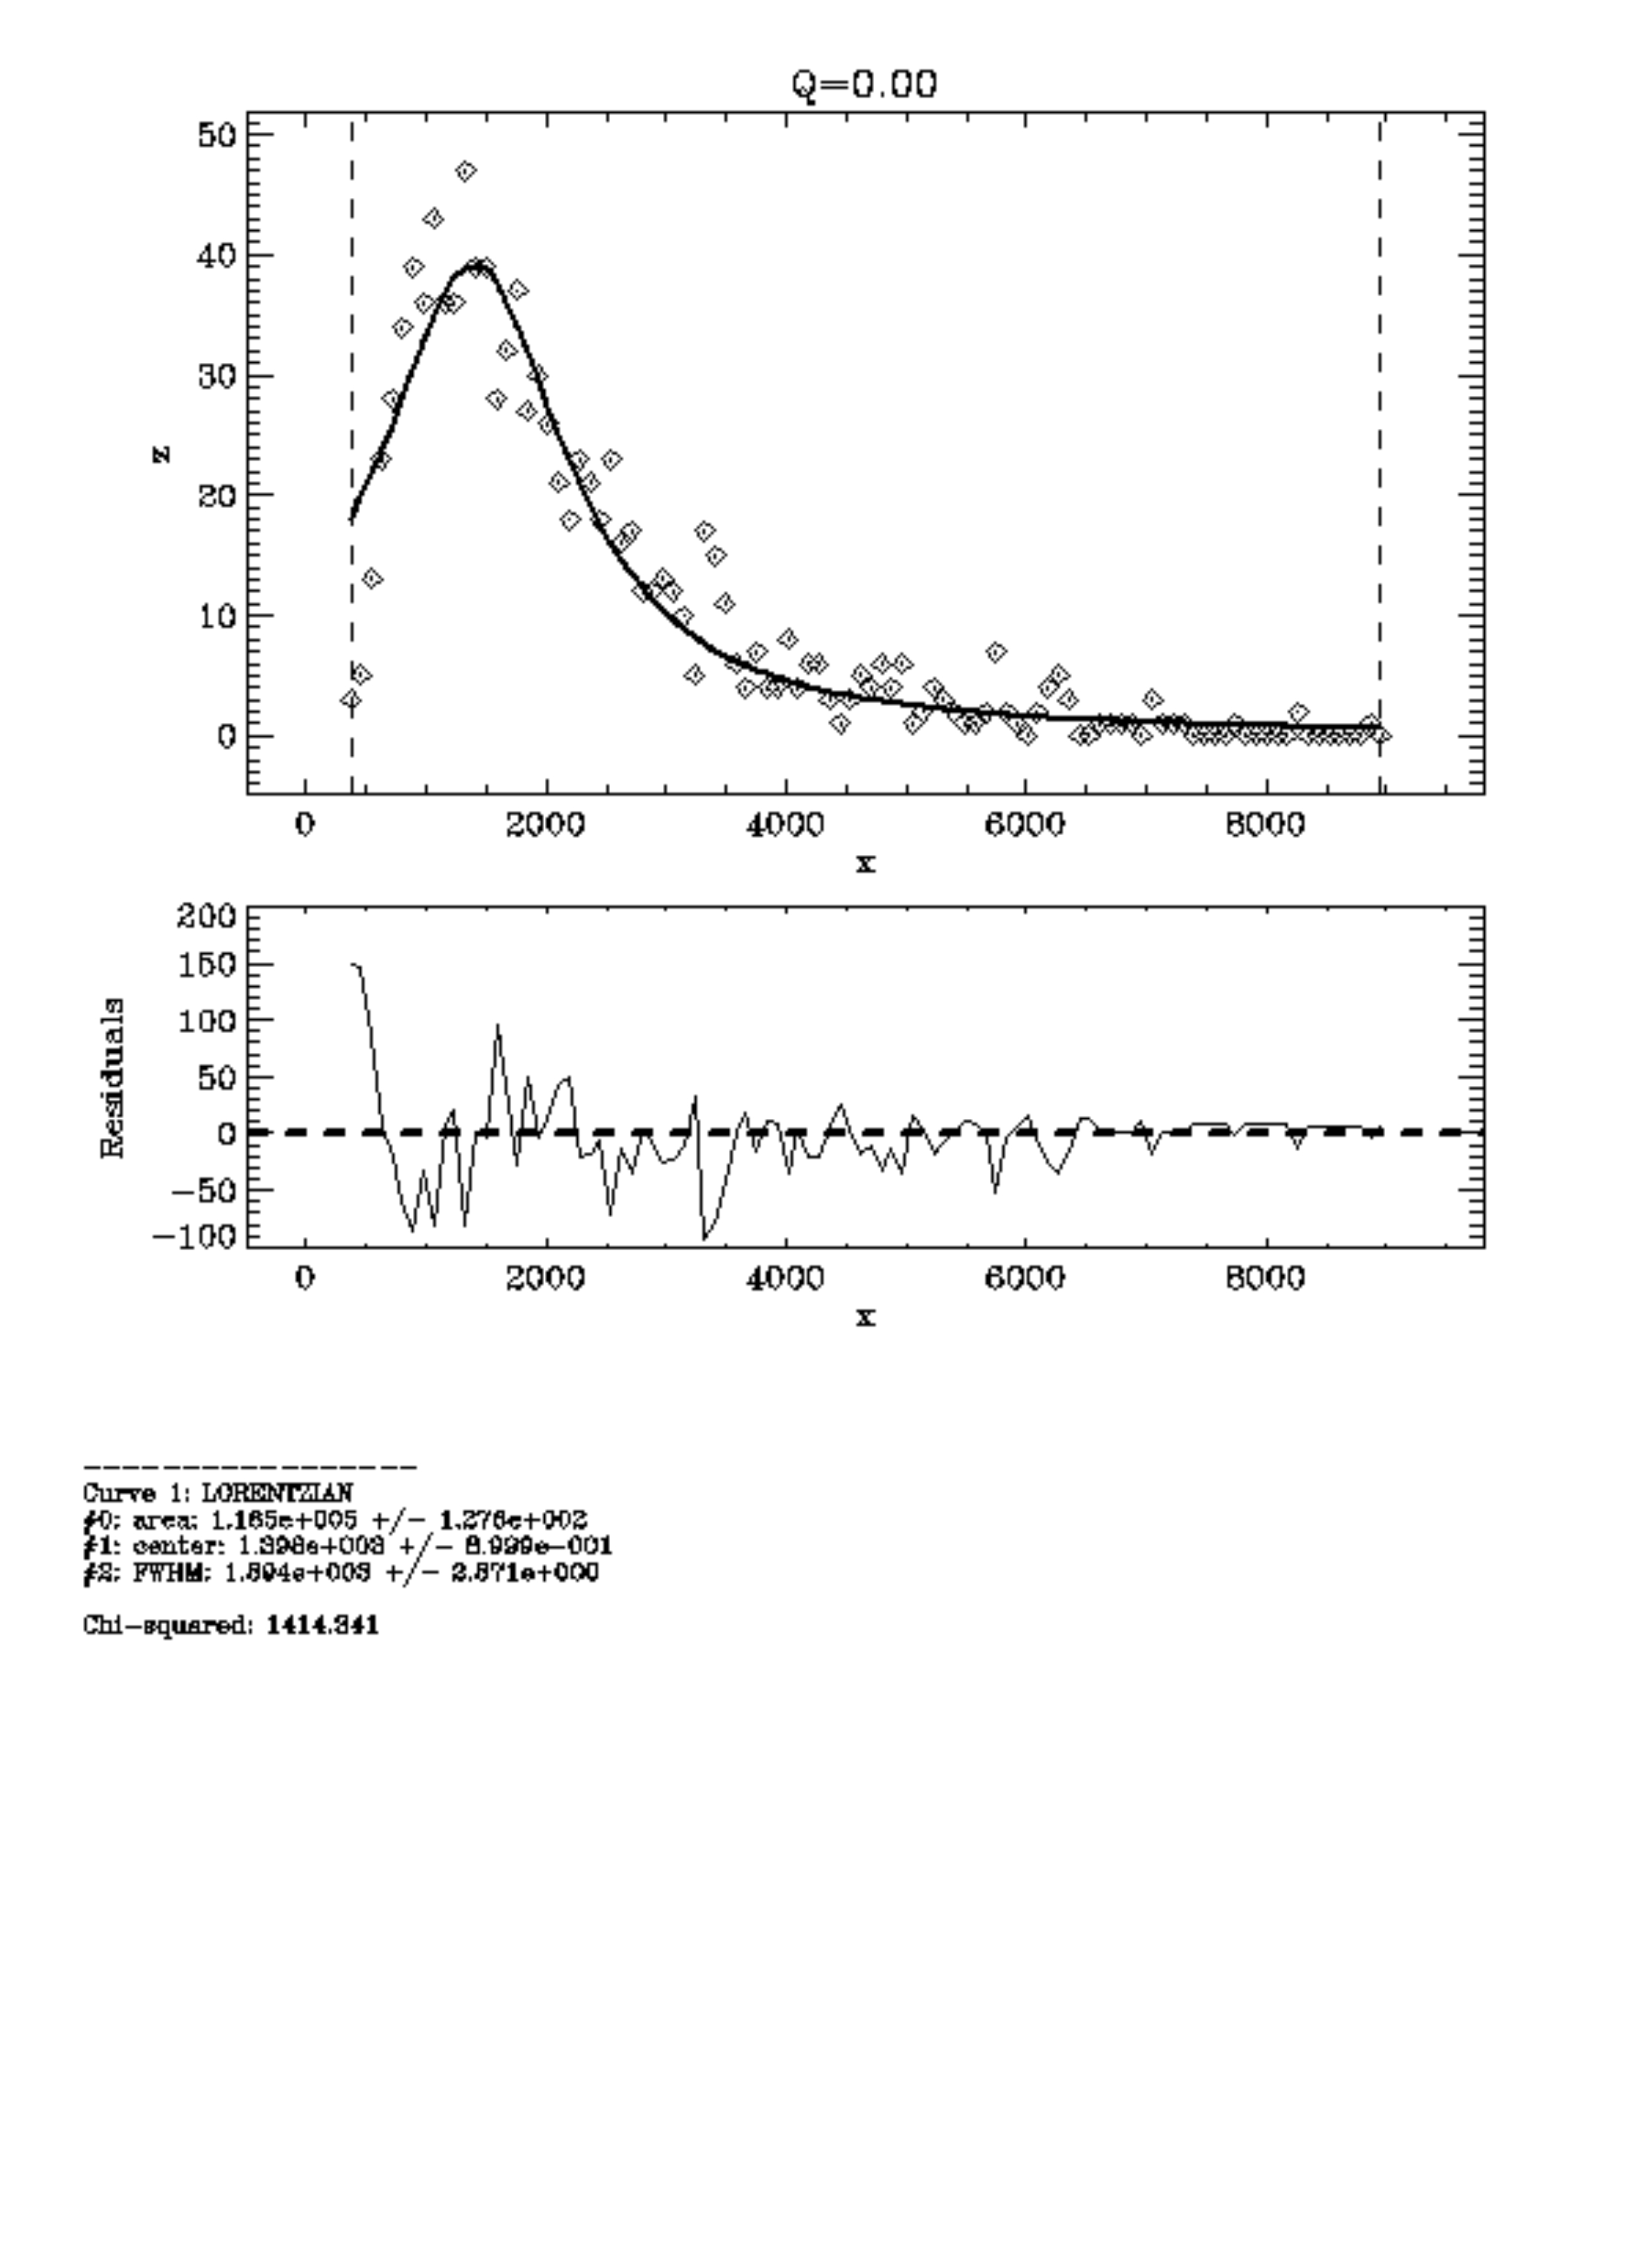 Q=0.00
50
40
30
20
10
0
z
0 2000 4000 6000 8000
x
200
150
100
50
0
−50
−100
Residuals
0 2000 4000 6000 8000
x
-----------------
Curve 1: LORENTZIAN
#0: area: 1.165e+005 +/− 1.276e+002
#1: center: 1.398e+003 +/− 8.999e−001
#2: FWHM: 1.894e+003 +/− 2.871e+000
Chi−squared: 1414.341